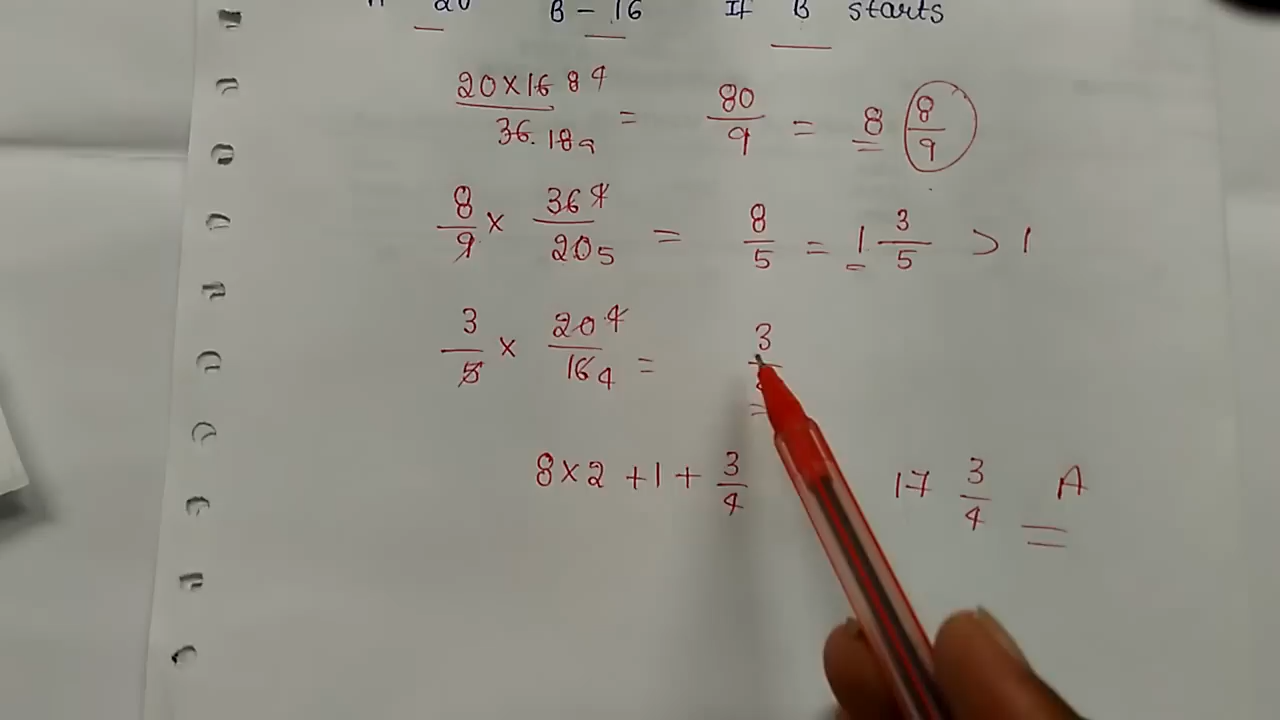 20 B - 16 If B starts
20 × 16 8 4 / 36 18 9 = 80/9 = 8 8/9
8/9 × 36 4 / 20 5 = 8/5 = 1 3/5 > 1
3/5 × 20 4 / 16 4 = 3
8 × 2 + 1 + 3/4 17 3/4 A